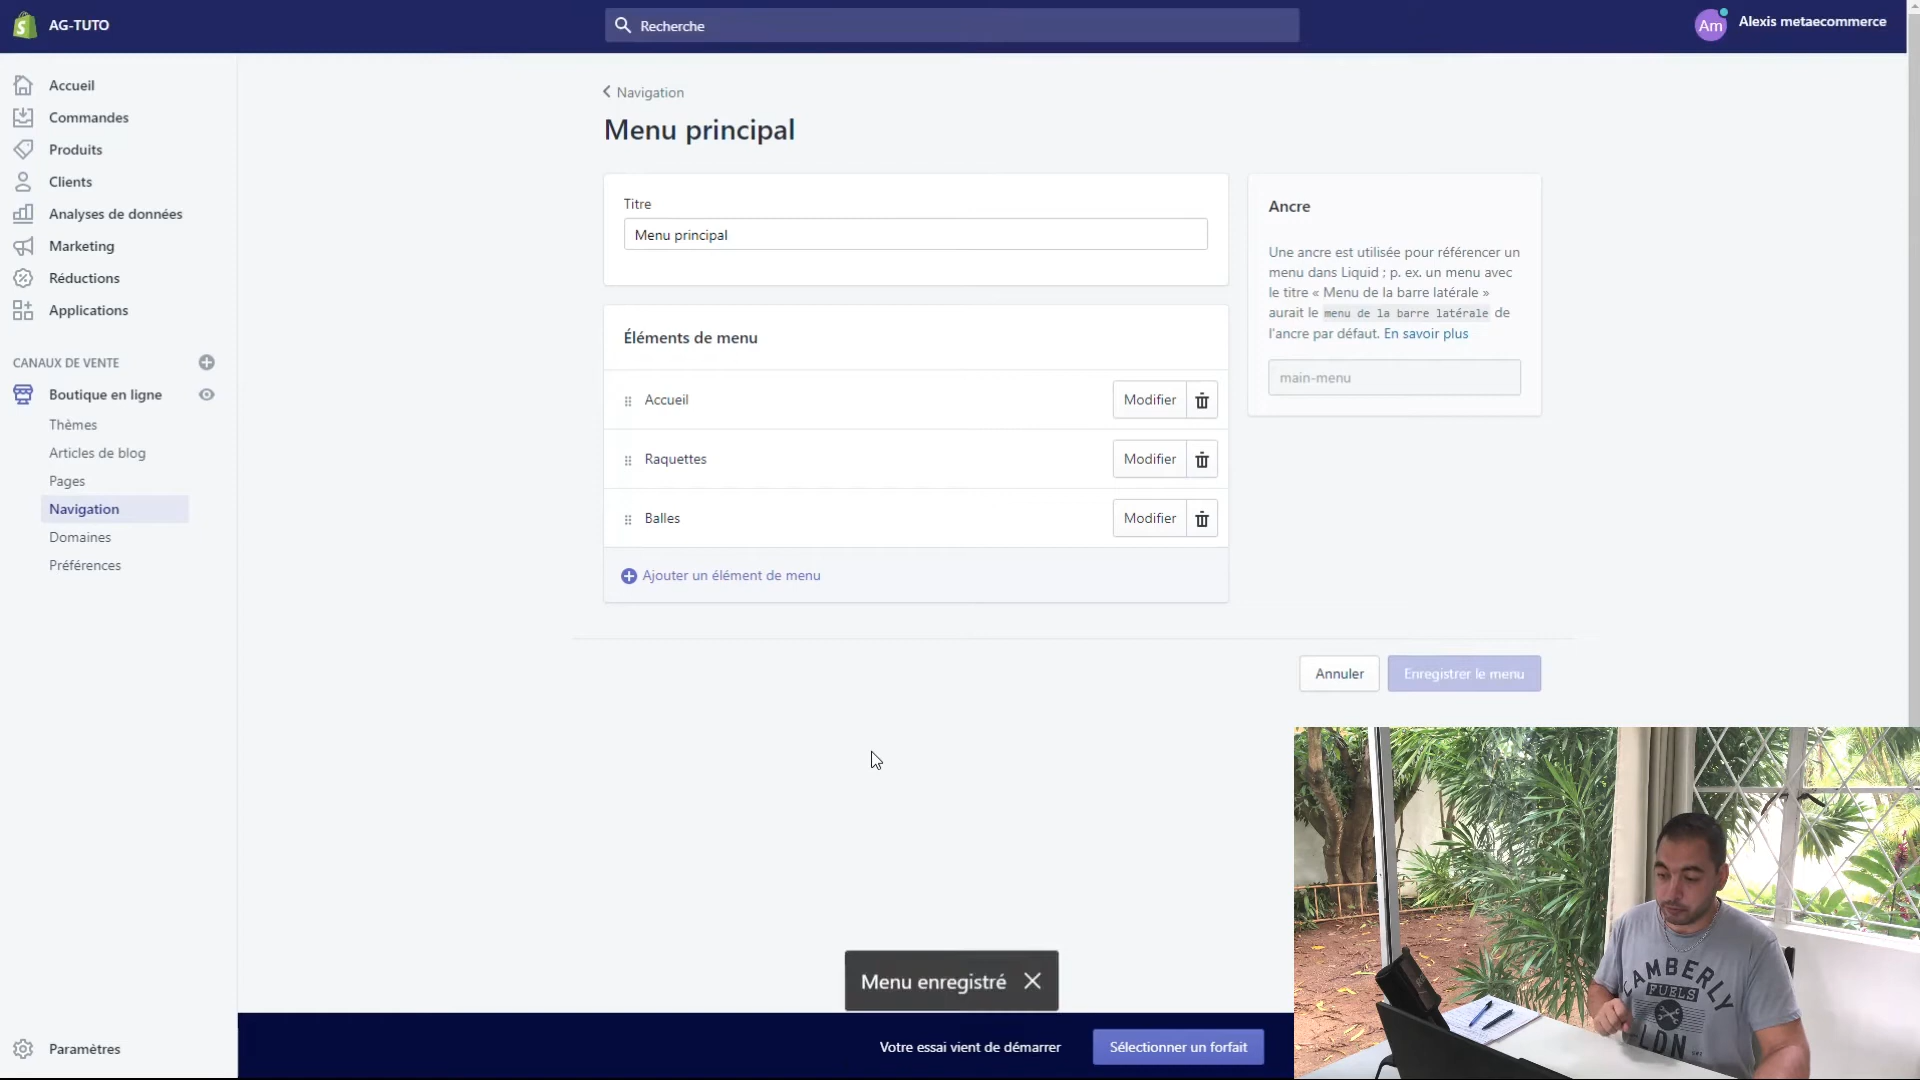 AG-TUTO
Recherche
Am
Alexis metaecommerce
Accueil
Commandes
Produits
Clients
Analyses de données
Marketing
Réductions
Applications
CANAUX DE VENTE
Boutique en ligne
Thèmes
Articles de blog
Pages
Navigation
Domaines
Préférences
Paramètres
Navigation
Menu principal
Titre
Menu principal
Éléments de menu
Accueil
Modifier
Raquettes
Modifier
Balles
Modifier
Ajouter un élément de menu
Ancre
Une ancre est utilisée pour référencer un
menu dans Liquid ; p. ex. un menu avec
le titre « Menu de la barre latérale »
aurait le menu de la barre latérale de
l'ancre par défaut. En savoir plus
main-menu
Annuler
Enregistrer le menu
Menu enregistré
Votre essai vient de démarrer
Sélectionner un forfait
CAMBERLY
FUELS
LDN